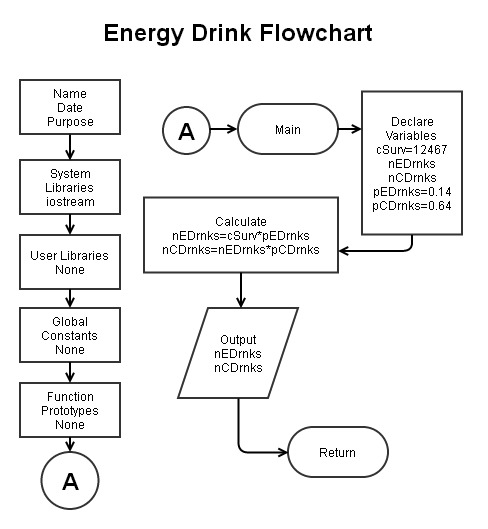 Energy Drink Flowchart
Name
Date
Purpose
System
Libraries
iostream
User Libraries
None
Global
Constants
None
Function
Prototypes
None
A
A
Main
Declare
Variables
cSurv=12467
nEDrnks
nCDrnks
pEDrnks=0.14
pCDrnks=0.64
Calculate
nEDrnks=cSurv*pEDrnks
nCDrnks=nEDrnks*pCDrnks
Output
nEDrnks
nCDrnks
Return